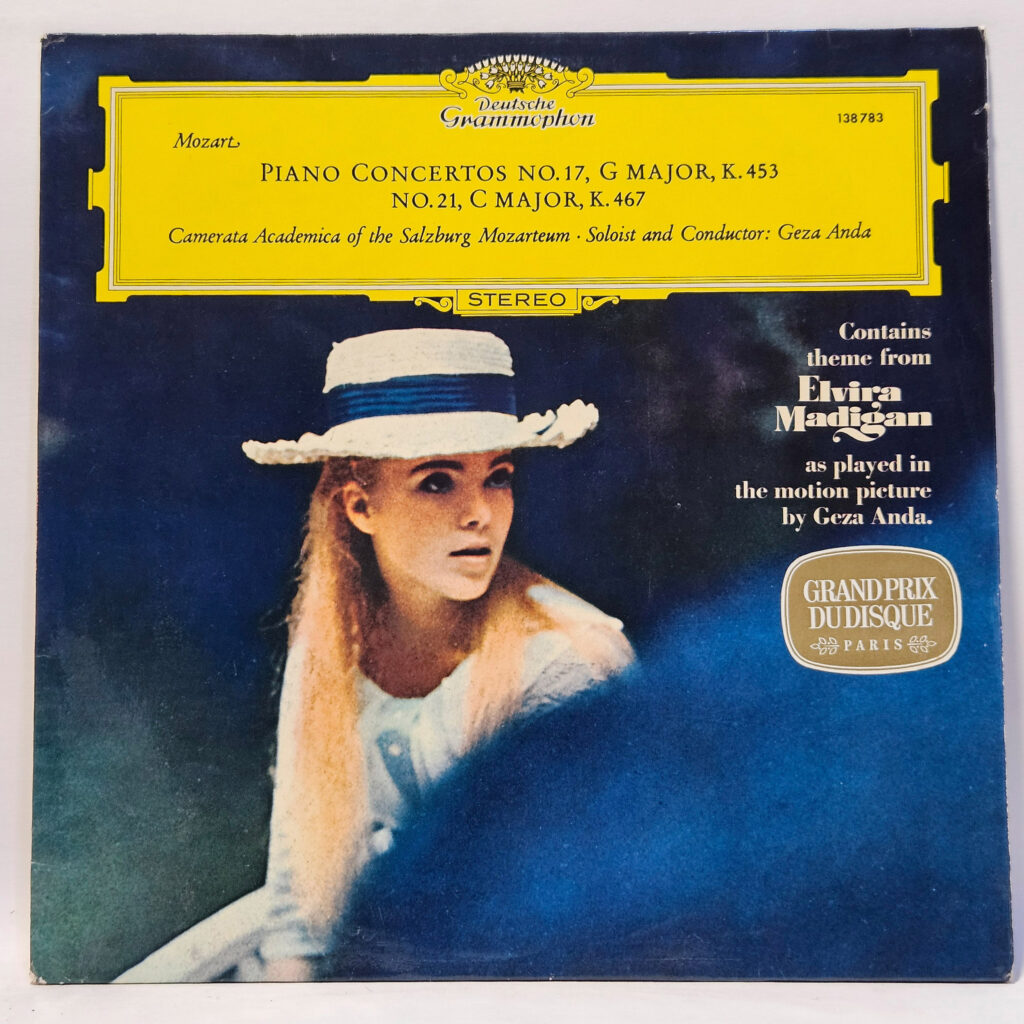 Deutsche
Grammophon
138 783
Mozart
PIANO CONCERTOS NO. 17, G MAJOR, K. 453
NO. 21, C MAJOR, K. 467
Camerata Academica of the Salzburg Mozarteum · Soloist and Conductor: Geza Anda
STEREO
Contains
theme from
Elvira
Madigan
as played in
the motion picture
by Geza Anda.
GRAND PRIX
DU DISQUE
PARIS